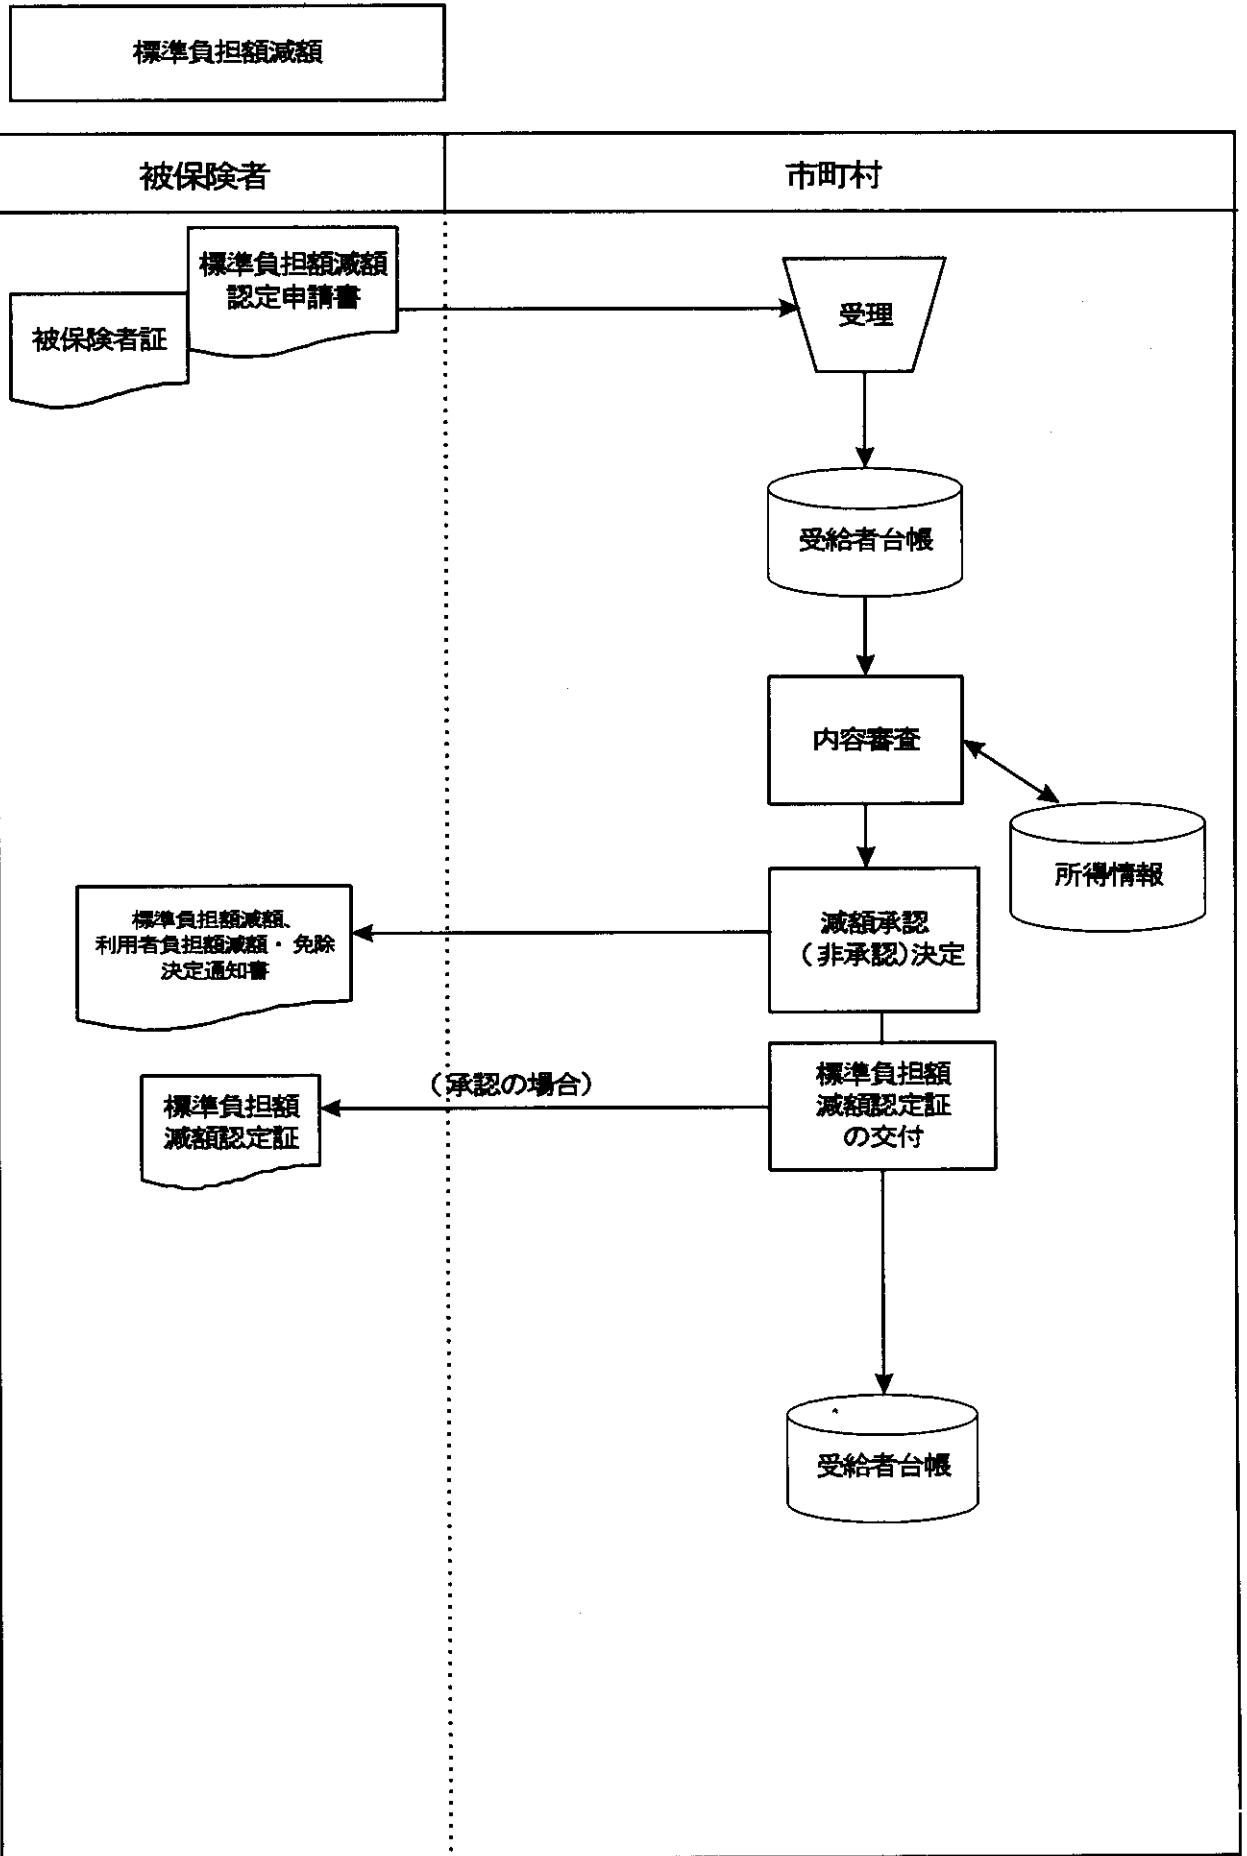 標準負担額減額
被保険者
市町村
標準負担額減額
認定申請書
被保険者証
受理
受給者台帳
内容審査
所得情報
減額承認
(非承認)決定
標準負担額減額、
利用者負担額減額・免除
決定通知書
(承認の場合)
標準負担額
減額認定証
の交付
標準負担額
減額認定証
受給者台帳